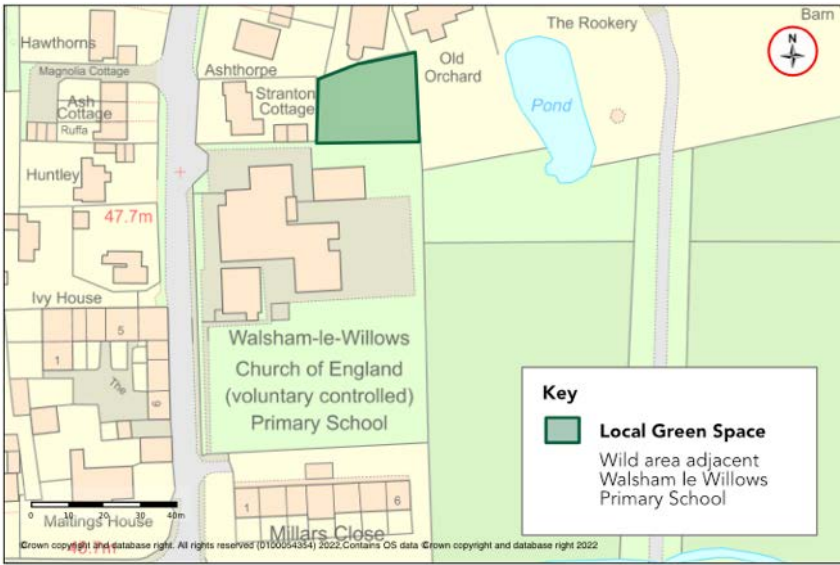 Hawthorns
Magnolia Cottage
Ash
Cottage
Ruffa
Huntley
47.7m
Ivy House
5
1
The
6
Maltings House
0 10 20 30 40m
Ashthorpe
Stranton
Cottage
Old
Orchard
The Rookery
Barn
Pond
N
Walsham-le-Willows
Church of England
(voluntary controlled)
Primary School
1
6
Millars Close
Key
Local Green Space
Wild area adjacent
Walsham le Willows
Primary School
Crown copyright and database right. All rights reserved (0100054354) 2022,Contains OS data Crown copyright and database right 2022